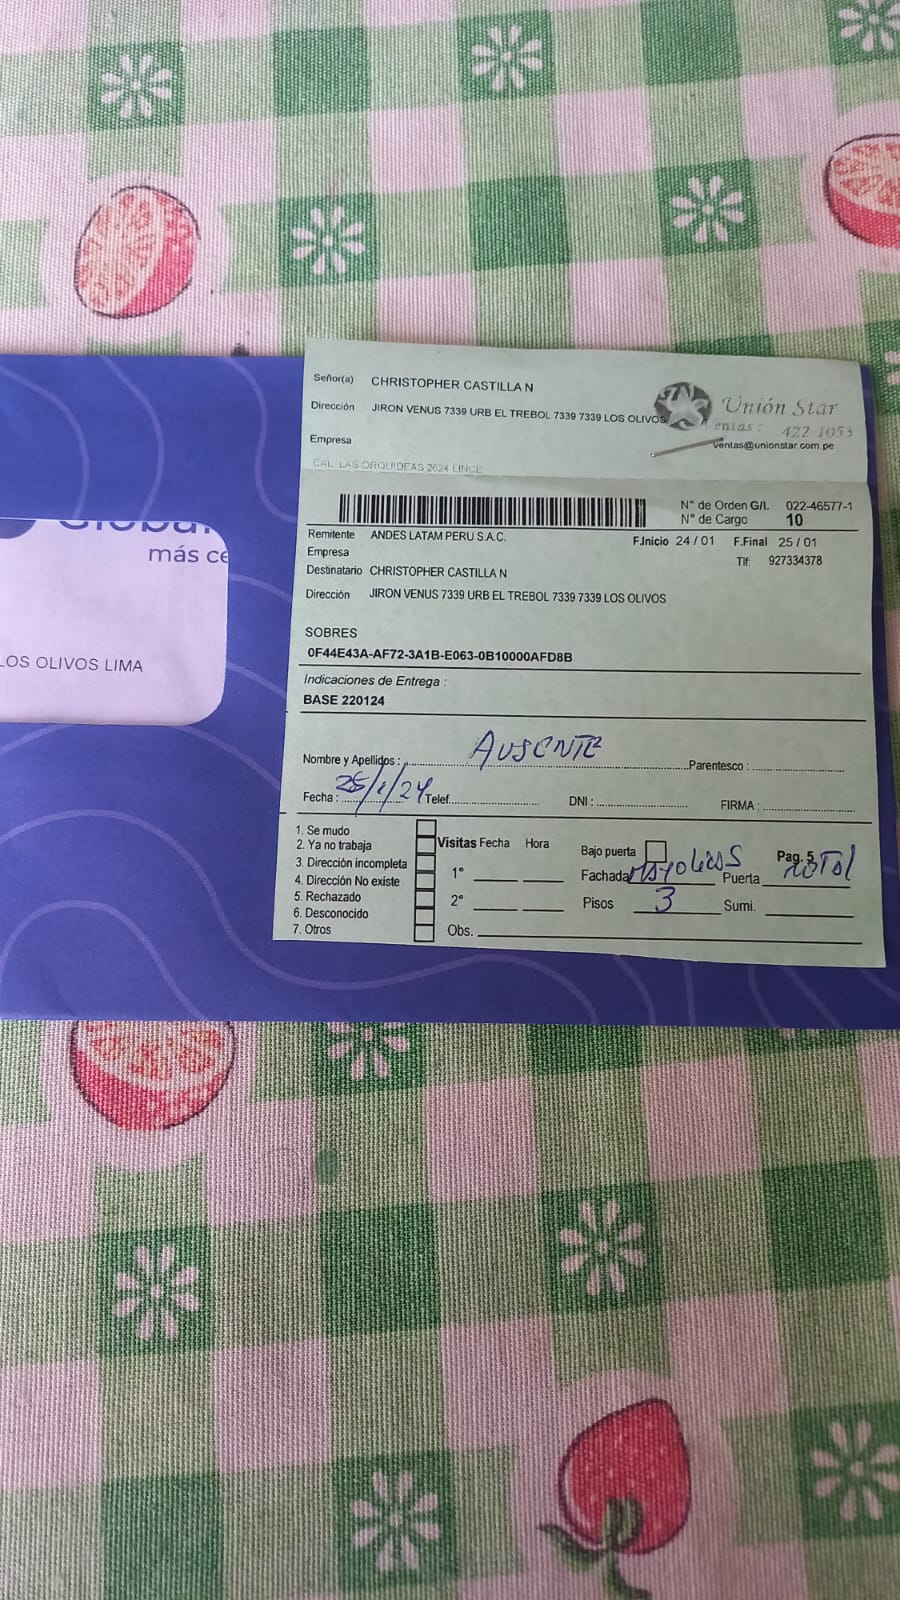 Señor(a) CHRISTOPHER CASTILLA N
Dirección JIRON VENUS 7339 URB EL TREBOL 7339 7339 LOS OLIVOS
Unión Star
Ventas : 422 1053
ventas@unionstar.com.pe
Empresa
CAL. LAS ORQUIDEAS 2624 LINCE
N° de Orden G/I. 022-46577-1
N° de Cargo 10
Remitente ANDES LATAM PERU S.A.C.
F.Inicio 24 / 01 F.Final 25 / 01
Empresa
Tlf: 927334378
Destinatario CHRISTOPHER CASTILLA N
Dirección JIRON VENUS 7339 URB EL TREBOL 7339 7339 LOS OLIVOS
SOBRES
0F44E43A-AF72-3A1B-E063-0B10000AFD8B
Indicaciones de Entrega :
BASE 220124
Nombre y Apellidos : AUSENTE Parentesco :
Fecha : 25/1/24 Telef. DNI : FIRMA :
1. Se mudo
2. Ya no trabaja
3. Dirección incompleta
4. Dirección No existe
5. Rechazado
6. Desconocido
7. Otros
Visitas Fecha Hora
1°
2°
Obs.
Bajo puerta Pag. 5
Fachada Puerta
Pisos 3 Sumi.
más ce
LOS OLIVOS LIMA